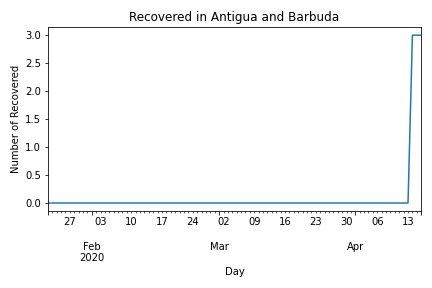 Recovered in Antigua and Barbuda
Number of Recovered
3.0
2.5
2.0
1.5
1.0
0.5
0.0
27 03 10 17 24 02 09 16 23 30 06 13
Feb Mar Apr
2020
Day